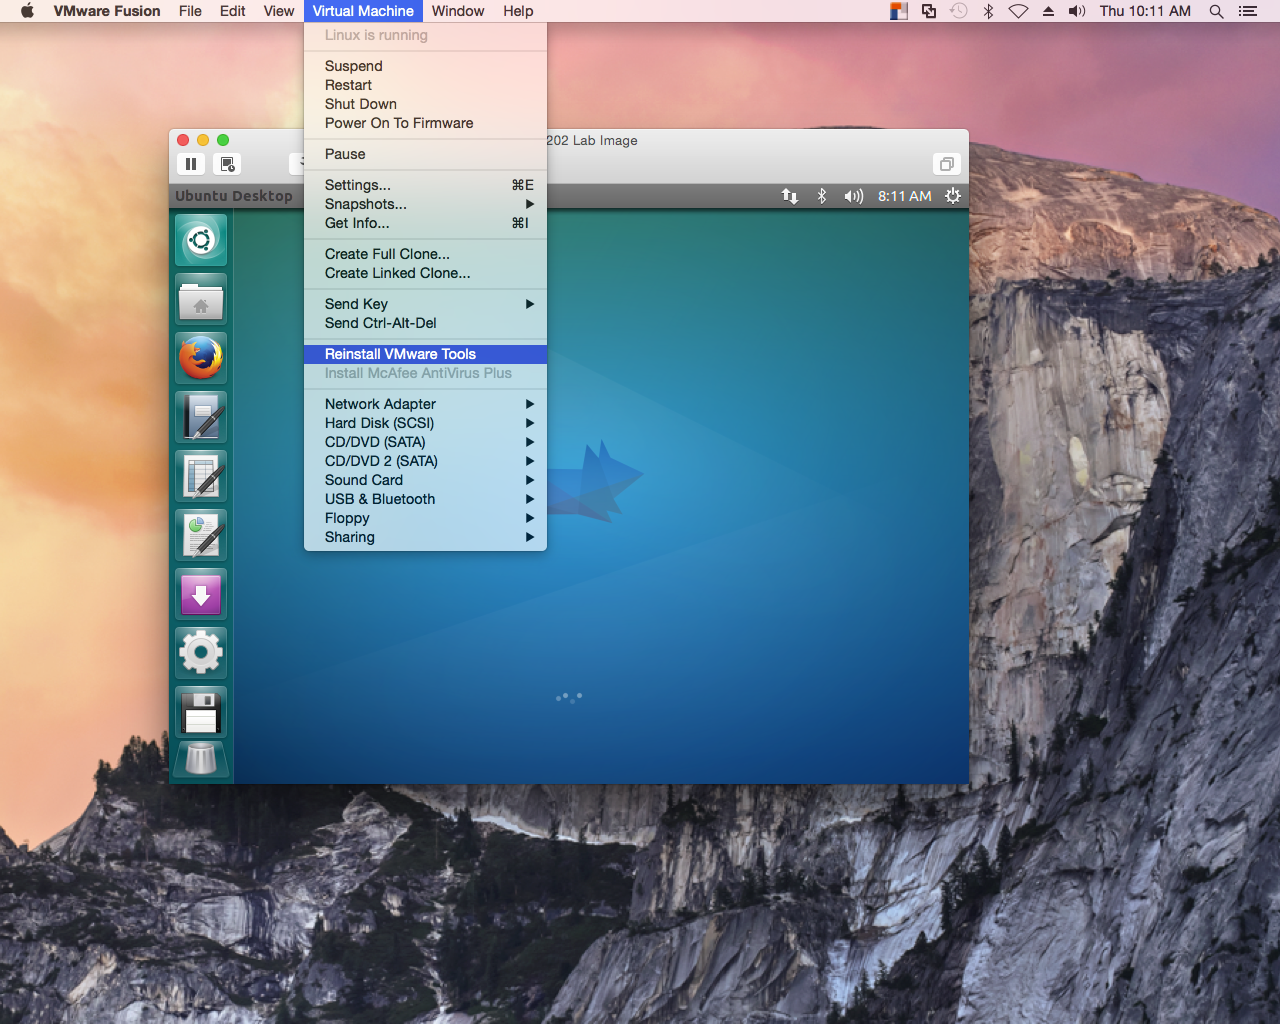 VMware Fusion File Edit View Virtual Machine Window Help Thu 10:11 AM
Linux is running
Suspend
Restart
Shut Down
Power On To Firmware
Pause
Settings... ⌘E
Snapshots...
Get Info... ⌘I
Create Full Clone...
Create Linked Clone...
Send Key
Send Ctrl-Alt-Del
Reinstall VMware Tools
Install McAfee AntiVirus Plus
Network Adapter
Hard Disk (SCSI)
CD/DVD (SATA)
CD/DVD 2 (SATA)
Sound Card
USB & Bluetooth
Floppy
Sharing
202 Lab Image
Ubuntu Desktop 8:11 AM